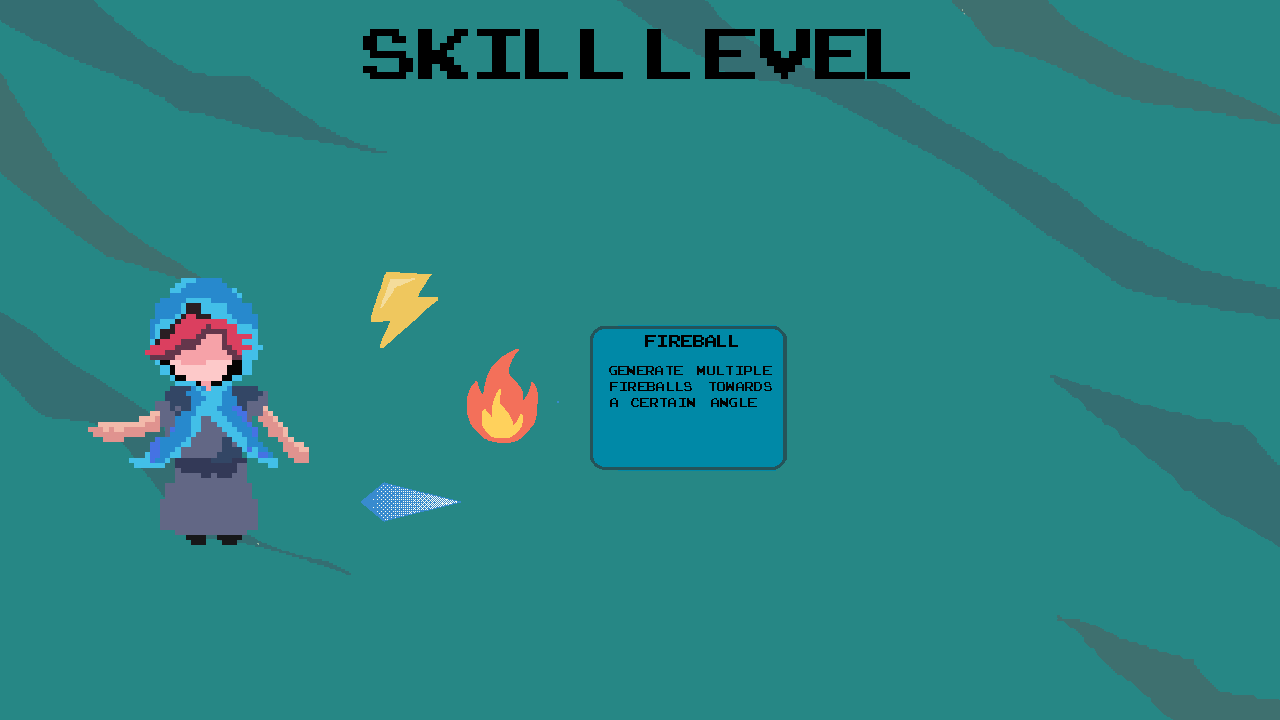 SKILL LEVEL
FIREBALL
GENERATE MULTIPLE
FIREBALLS TOWARDS
A CERTAIN ANGLE